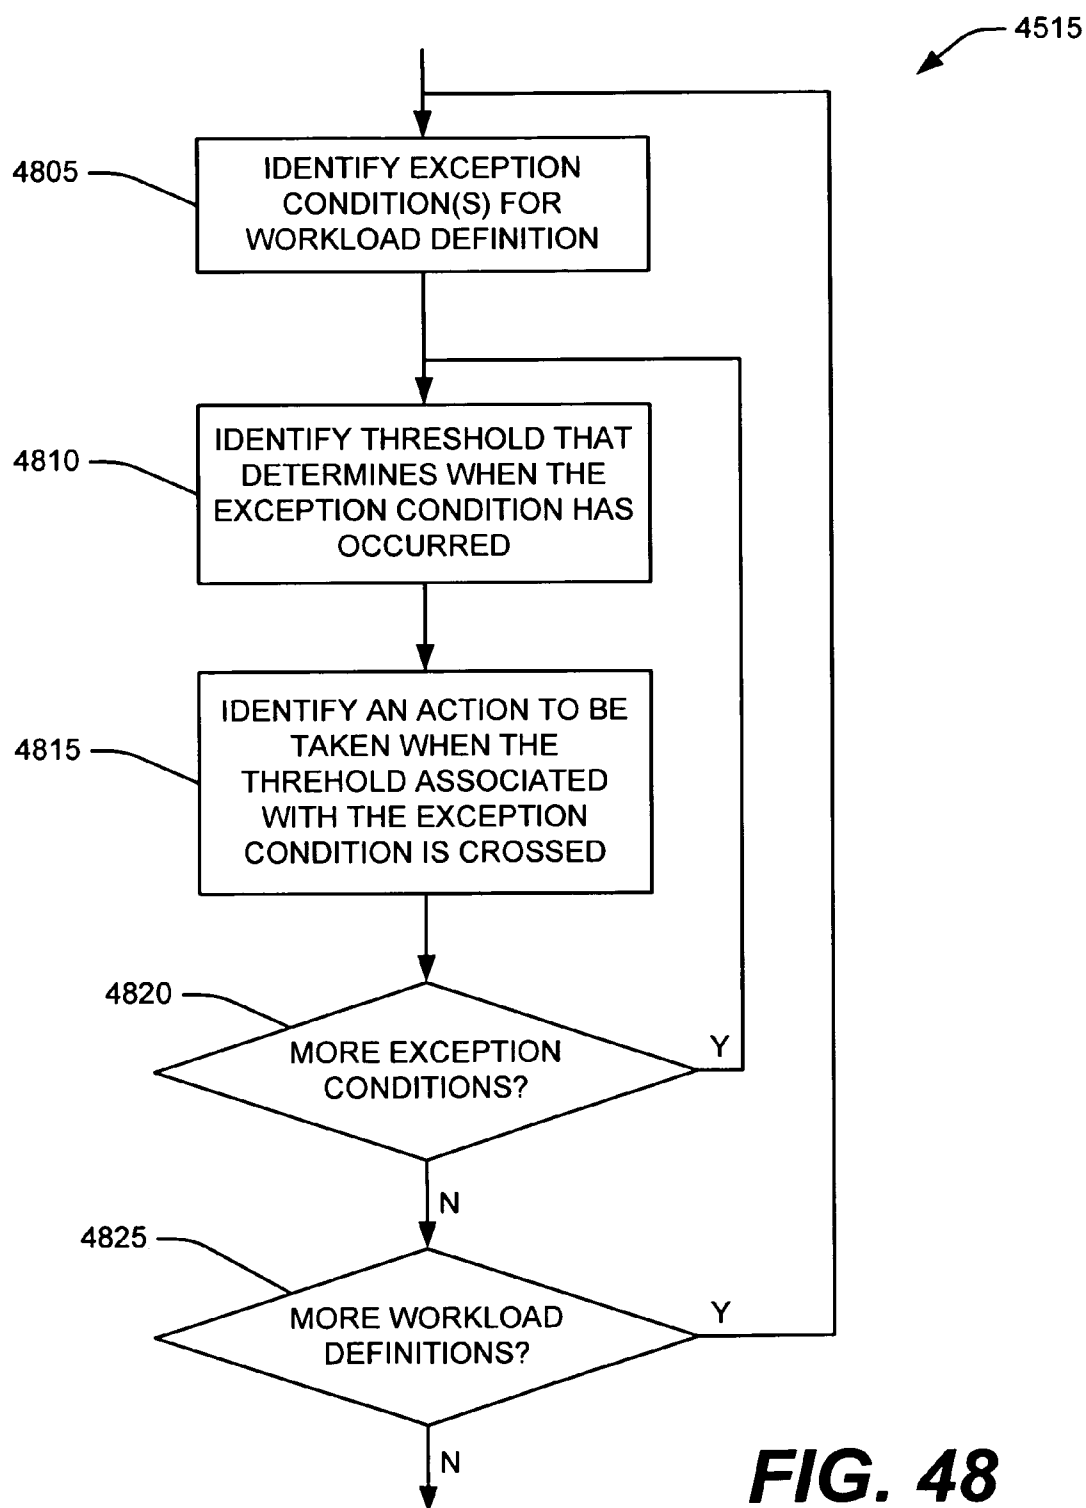 4515
4805
IDENTIFY EXCEPTION
CONDITION(S) FOR
WORKLOAD DEFINITION
4810
IDENTIFY THRESHOLD THAT
DETERMINES WHEN THE
EXCEPTION CONDITION HAS
OCCURRED
4815
IDENTIFY AN ACTION TO BE
TAKEN WHEN THE
THREHOLD ASSOCIATED
WITH THE EXCEPTION
CONDITION IS CROSSED
4820
MORE EXCEPTION
CONDITIONS?
Y
N
4825
MORE WORKLOAD
DEFINITIONS?
Y
N
FIG. 48